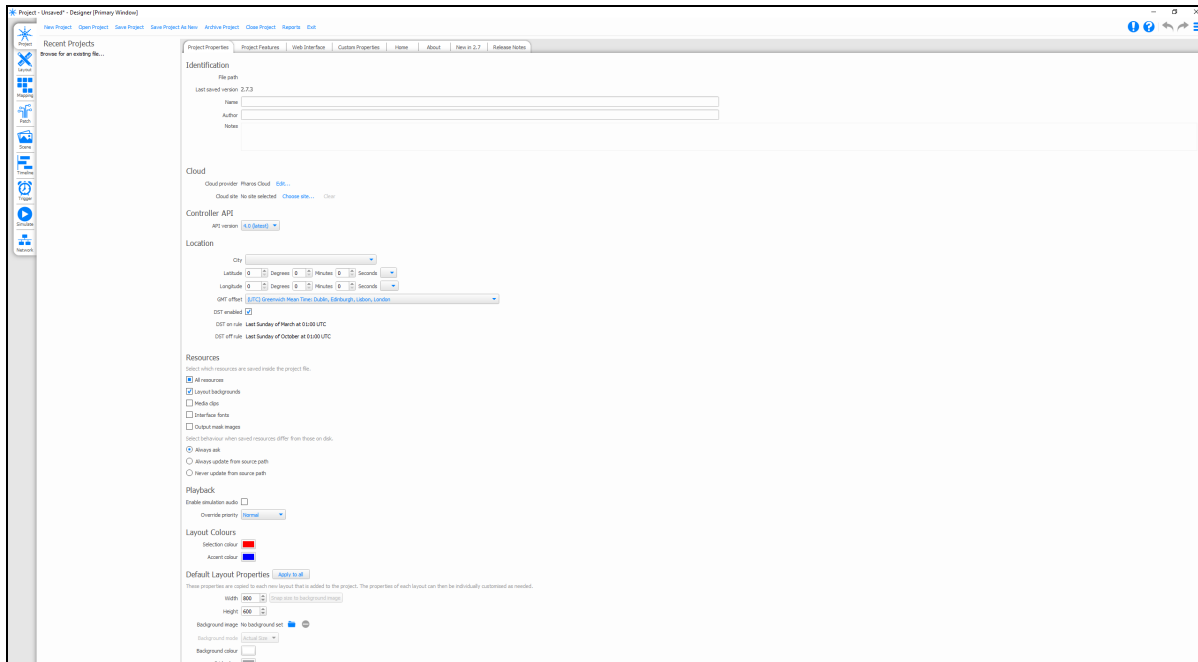 Project - Unsaved* - Designer [Primary Window]
New Project Open Project Save Project Save Project As New Archive Project Close Project Reports Exit
Project
Layout
Mapping
Patch
Scene
Timeline
Trigger
Simulate
Network
Recent Projects
Browse for an existing file...
Project Properties Project Features Web Interface Custom Properties Home About New in 2.7 Release Notes
Identification
File path
Last saved version 2.7.3
Name
Author
Notes
Cloud
Cloud provider Pharos Cloud Edit...
Cloud site No site selected Choose site... Clear
Controller API
API version 4.0 (latest)
Location
City
Latitude 0 Degrees 0 Minutes 0 Seconds
Longitude 0 Degrees 0 Minutes 0 Seconds
GMT offset (UTC) Greenwich Mean Time: Dublin, Edinburgh, Lisbon, London
DST enabled
DST on rule Last Sunday of March at 01:00 UTC
DST off rule Last Sunday of October at 01:00 UTC
Resources
Select which resources are saved inside the project file.
All resources
Layout backgrounds
Media clips
Interface fonts
Output mask images
Select behaviour when saved resources differ from those on disk.
Always ask
Always update from source path
Never update from source path
Playback
Enable simulation audio
Override priority Normal
Layout Colours
Selection colour
Accent colour
Default Layout Properties Apply to all
These properties are copied to each new layout that is added to the project. The properties of each layout can then be individually customised as needed.
Width 800 Snap size to background image
Height 600
Background image No background set
Background mode Actual Size
Background colour